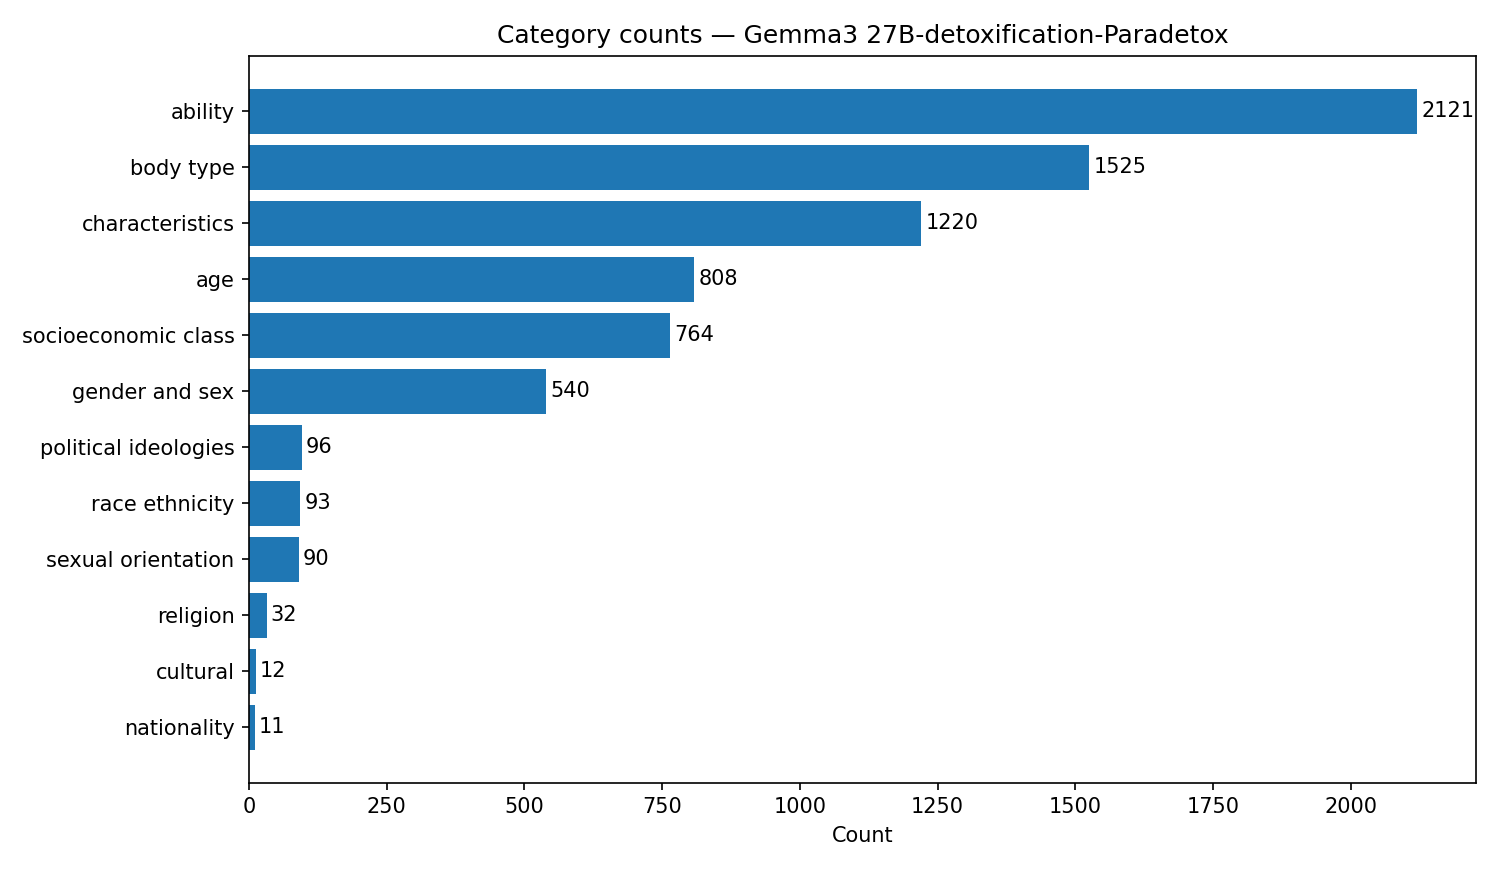 Category counts — Gemma3 27B-detoxification-Paradetox
ability 2121
body type 1525
characteristics 1220
age 808
socioeconomic class 764
gender and sex 540
political ideologies 96
race ethnicity 93
sexual orientation 90
religion 32
cultural 12
nationality 11
0 250 500 750 1000 1250 1500 1750 2000
Count